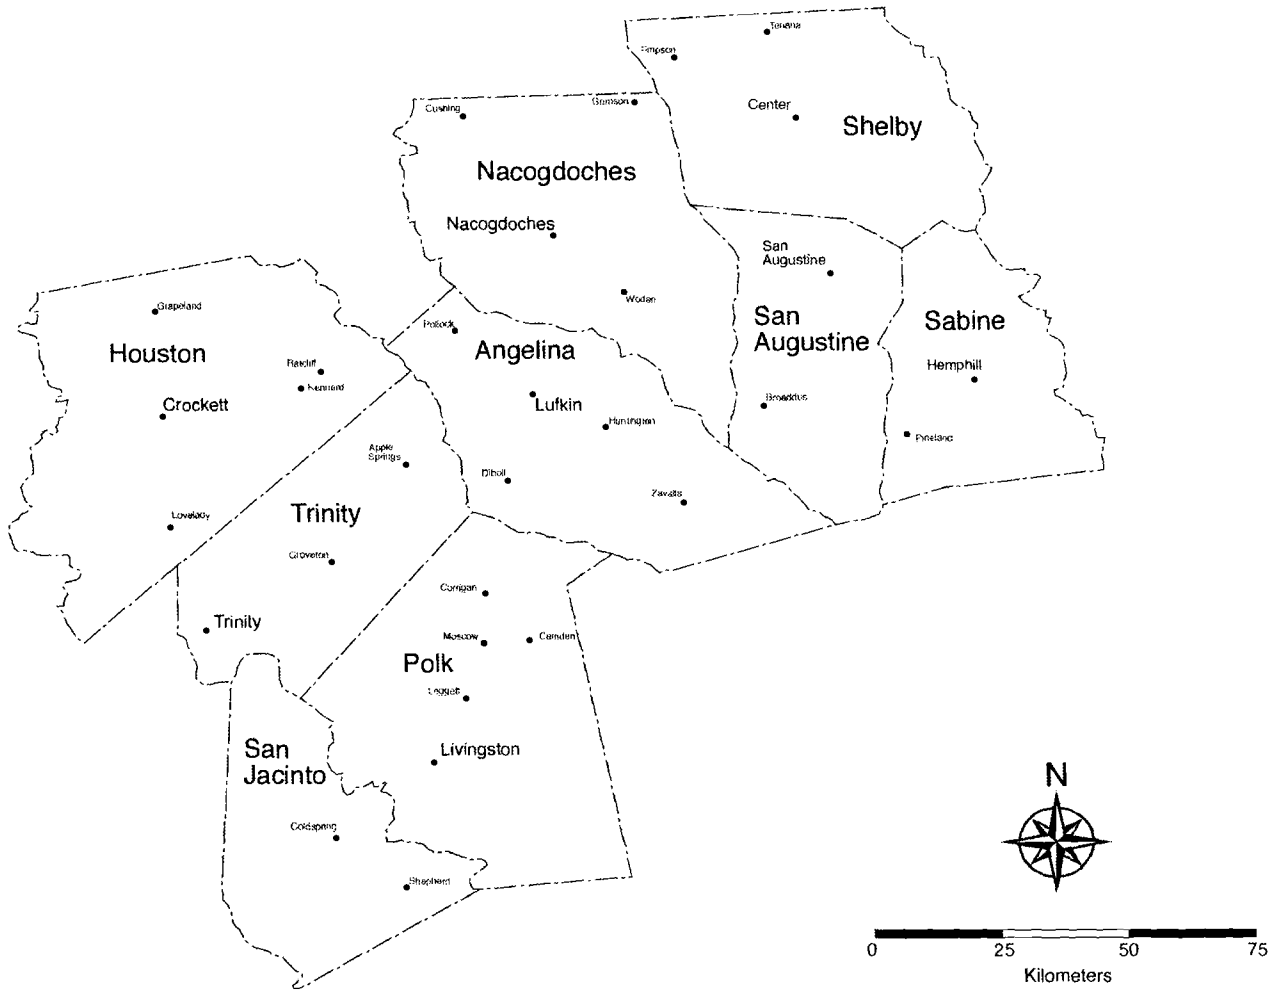 Tenaha
Timpson
Center
Shelby
Cushing
Garrison
Nacogdoches
Nacogdoches
San
Augustine
Woden
Grapeland
Pollock
San
Augustine
Sabine
Houston
Angelina
Ratcliff
Kennard
Hemphill
Crockett
Lufkin
Broaddus
Huntington
Pineland
Apple
Springs
Diboll
Zavalla
Lovelady
Trinity
Groveton
Corrigan
Trinity
Moscow
Camden
Polk
Leggett
San
Jacinto
Livingston
N
Coldspring
Shepherd
0 25 50 75
Kilometers